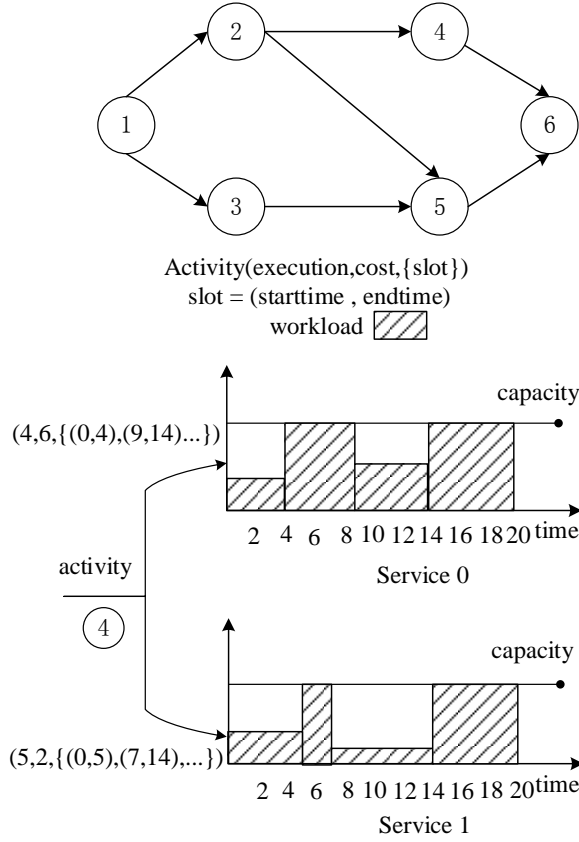 2
4
1
6
3
5
Activity(execution,cost,{slot})
slot = (starttime , endtime)
workload
capacity
(4,6,{(0,4),(9,14)...})
2 4 6 8 10 12 14 16 18 20 time
Service 0
activity
4
capacity
(5,2,{(0,5),(7,14),...})
2 4 6 8 10 12 14 16 18 20 time
Service 1